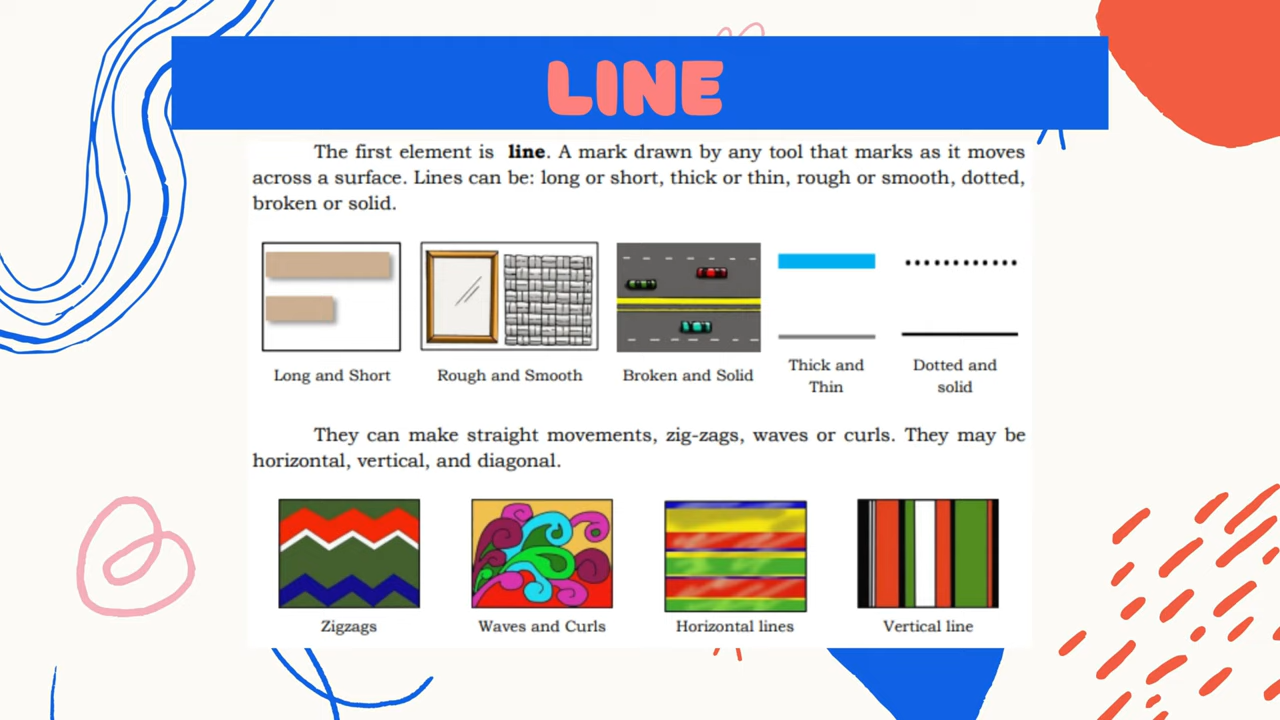 LINE
The first element is line. A mark drawn by any tool that marks as it moves
across a surface. Lines can be: long or short, thick or thin, rough or smooth, dotted,
broken or solid.
Long and Short
Rough and Smooth
Broken and Solid
Thick and
Thin
Dotted and
solid
They can make straight movements, zig-zags, waves or curls. They may be
horizontal, vertical, and diagonal.
Zigzags
Waves and Curls
Horizontal lines
Vertical line